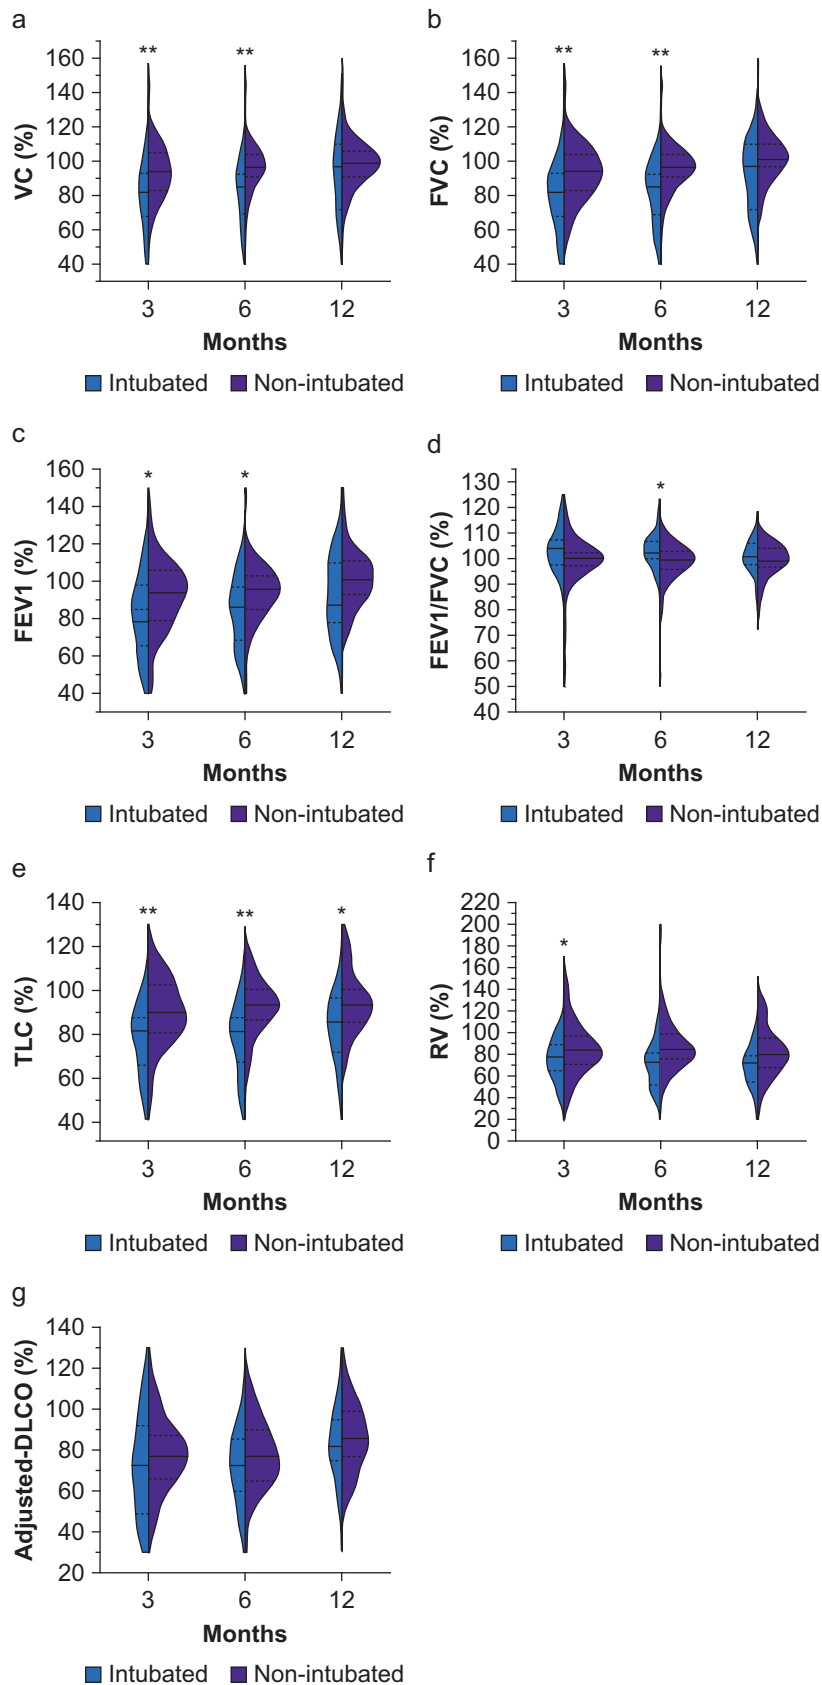 a
VC (%)
160
140
120
100
80
60
40
** **
3 6 12
Months
Intubated Non-intubated
b
FVC (%)
160
140
120
100
80
60
40
** **
3 6 12
Months
Intubated Non-intubated
c
FEV1 (%)
160
140
120
100
80
60
40
* *
3 6 12
Months
Intubated Non-intubated
d
FEV1/FVC (%)
130
120
110
100
90
80
70
60
50
40
*
3 6 12
Months
Intubated Non-intubated
e
TLC (%)
140
120
100
80
60
40
** ** *
3 6 12
Months
Intubated Non-intubated
f
RV (%)
220
200
180
160
140
120
100
80
60
40
20
0
*
3 6 12
Months
Intubated Non-intubated
g
Adjusted-DLCO (%)
140
120
100
80
60
40
20
3 6 12
Months
Intubated Non-intubated